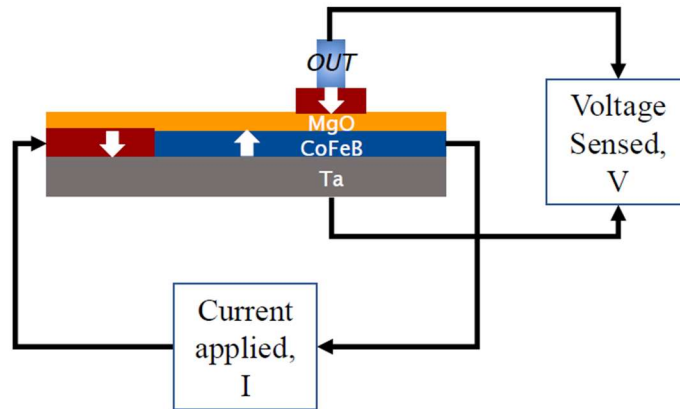 OUT
MgO
CoFeB
Ta
Voltage
Sensed,
V
Current
applied,
I